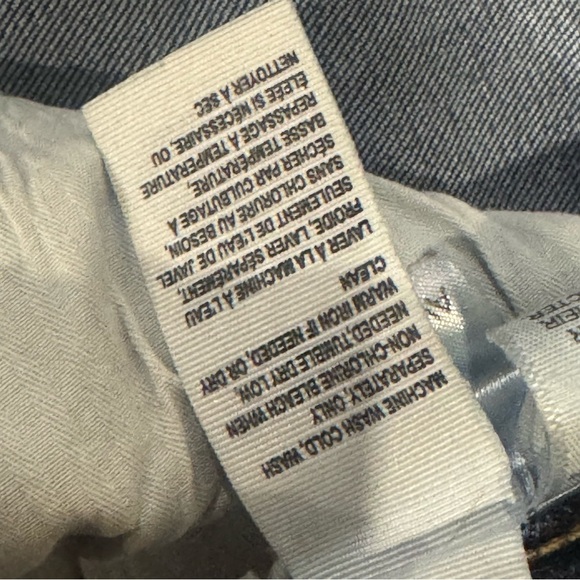 MACHINE WASH COLD, WASH
SEPARATELY, ONLY
NON-CHLORINE BLEACH WHEN
NEEDED,TUMBLE DRY LOW,
WARM IRON IF NEEDED, OR DRY
CLEAN
LAVER À LA MACHINE À L'EAU
FROIDE, LAVER SÉPARÉMENT,
SEULEMENT DE L'EAU DE JAVEL
SANS CHLORURE AU BESOIN,
SÉCHER PAR CULBUTAGE À
BASSE TEMPÉRATURE,
REPASSAGE À TEMPÉRATURE
ÉLEÉE SI NÉCESSAIRE, OU
NETTOYER À SEC